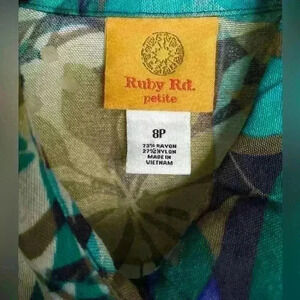 Ruby Rd.
petite
8P
73% RAYON
27% NYLON
MADE IN
VIETNAM